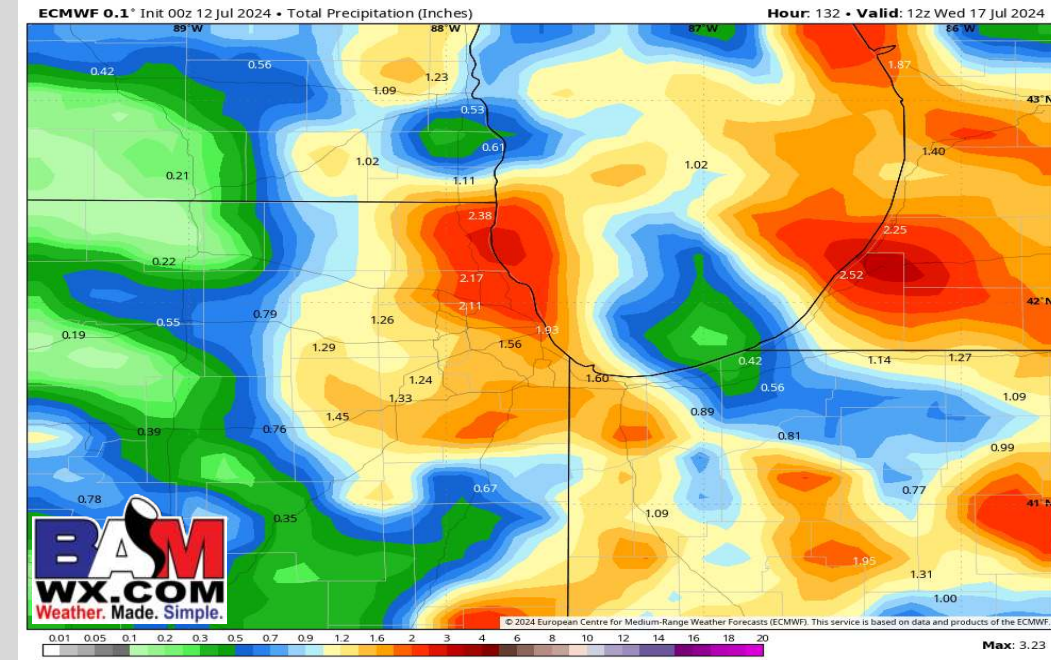 ECMWF 0.1° Init 00z 12 Jul 2024 • Total Precipitation (Inches) Hour: 132 • Valid: 12z Wed 17 Jul 2024
89°W 88°W 87°W 86°W
0.42 0.56 1.23 1.87
1.09
0.53 43°N
0.61 1.40
1.02 1.02
0.21 1.11
2.38 2.25
0.22 2.17 2.52
0.79 2.11 42°N
0.55 1.26 1.93
0.19 1.29 1.56
0.42 1.14 1.27
1.24 1.60 0.56
1.33 1.09
1.45 0.89
0.39 0.76 0.81
0.99
0.78 0.67 0.77
0.35 1.09 41°N
1.95
1.31
1.00
BAM
WX.COM
Weather. Made. Simple.
© 2024 European Centre for Medium-Range Weather Forecasts (ECMWF). This service is based on data and products of the ECMWF.
0.01 0.05 0.1 0.2 0.3 0.5 0.7 0.9 1.2 1.6 2 3 4 6 8 10 12 14 16 18 20
Max: 3.23